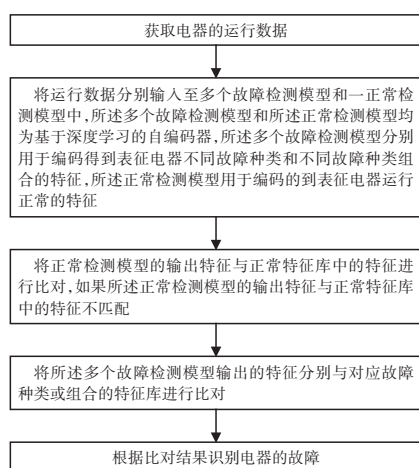 获取电器的运行数据
将运行数据分别输入至多个故障检测模型和一正常检
测模型中,所述多个故障检测模型和所述正常检测模型均
为基于深度学习的自编码器,所述多个故障检测模型分别
用于编码得到表征电器不同故障种类和不同故障种类组
合的特征,所述正常检测模型用于编码的到表征电器运行
正常的特征
将正常检测模型的输出特征与正常特征库中的特征进
行比对,如果所述正常检测模型的输出特征与正常特征库
中的特征不匹配
将所述多个故障检测模型输出的特征分别与对应故障
种类或组合的特征库进行比对
根据比对结果识别电器的故障